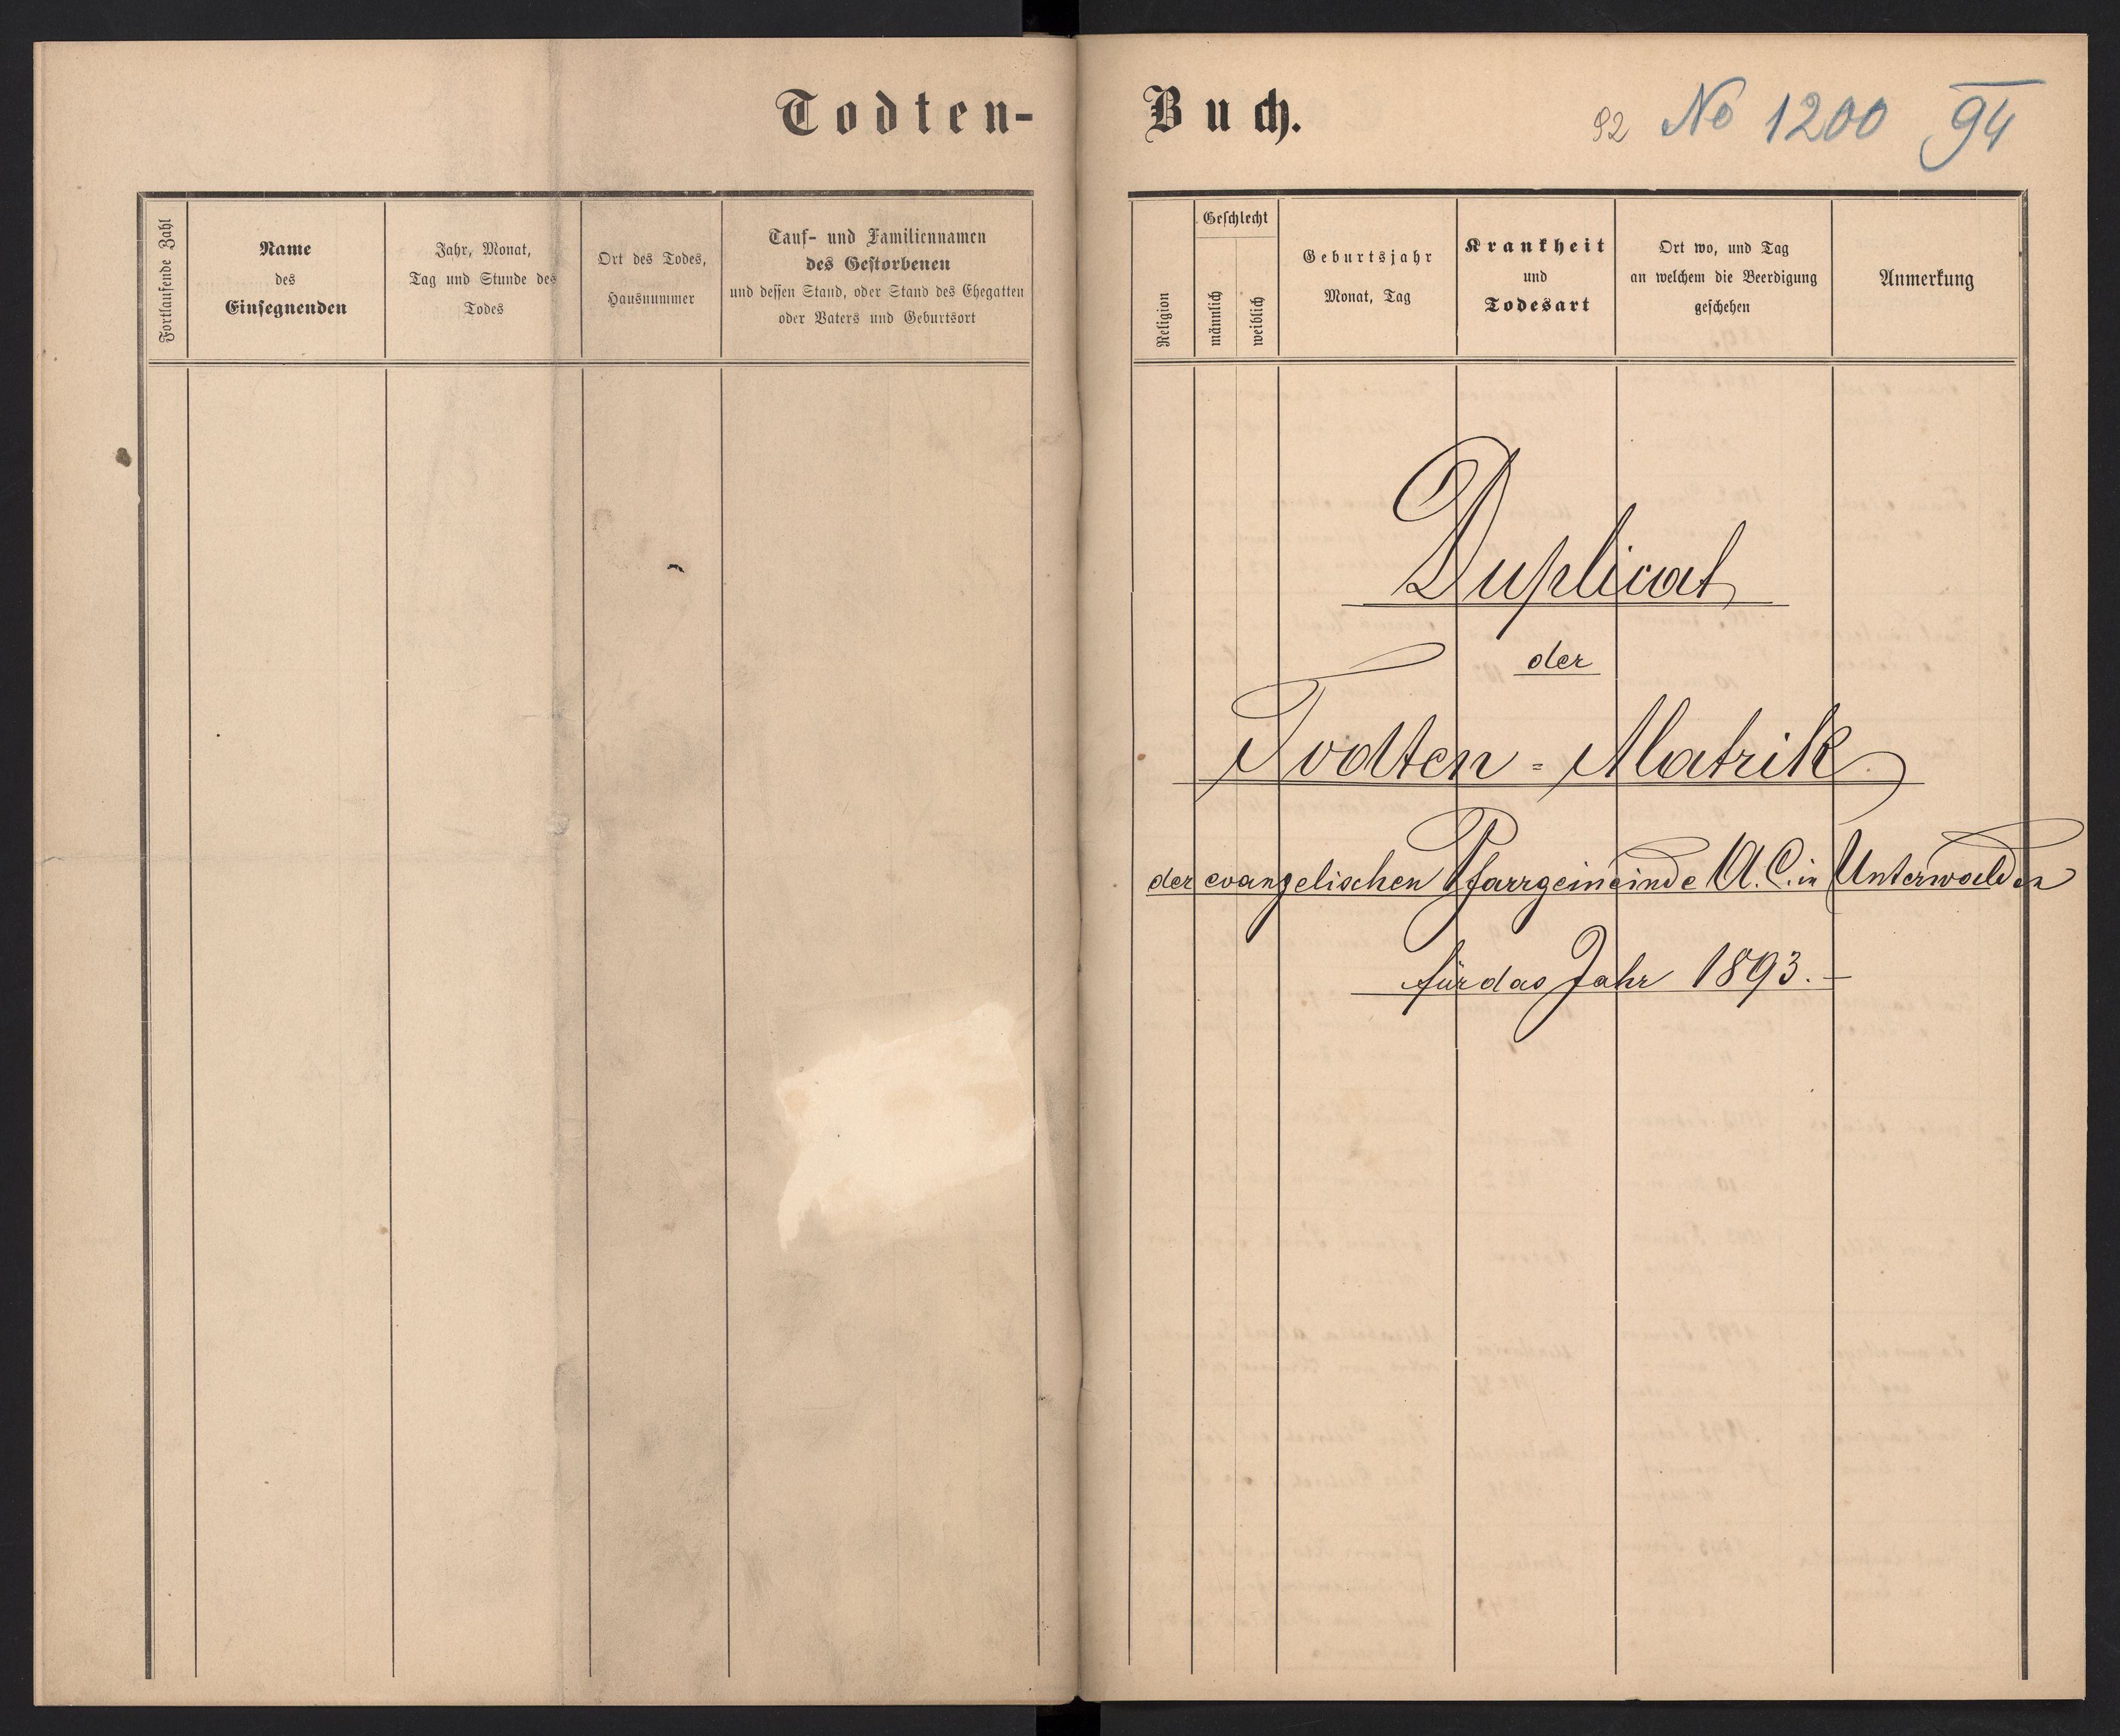 Todten-
Buch.
92 No 1200 94
Fortlaufende Zahl
Name
des
Einsegnenden
Jahr, Monat,
Tag und Stunde des
Todes
Ort des Todes,
Hausnummer
Tauf- und Familiennamen
des Gestorbenen
und dessen Stand, oder Stand des Ehegatten
oder Vaters und Geburtsort
Religion
Geschlecht
männlich
weiblich
Geburtsjahr
Monat, Tag
Krankheit
und
Todesart
Ort wo, und Tag
an welchem die Beerdigung
geschehen
Anmerkung
Duplicat
der
Todten-Matrik
der evangelischen Pfarrgemeinde A. C. in Unterwalden
für das Jahr 1893.-